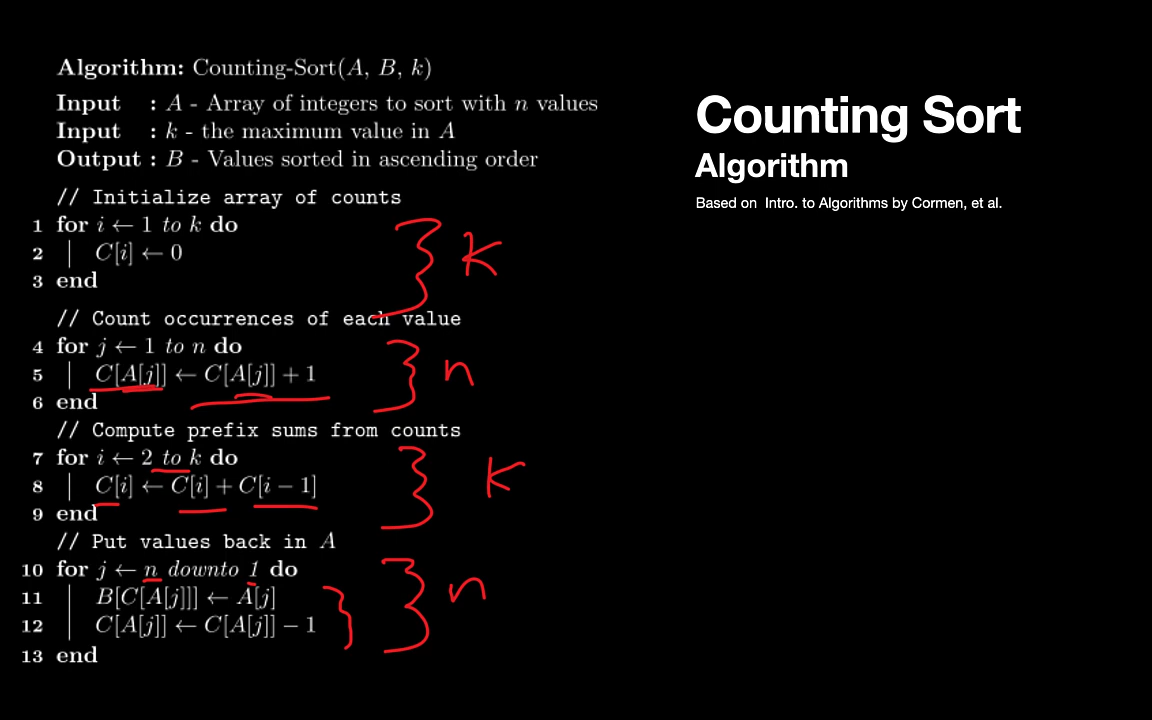 Algorithm: Counting-Sort(A, B, k)
Input : A - Array of integers to sort with n values
Input : k - the maximum value in A
Output : B - Values sorted in ascending order
// Initialize array of counts
1 for i ← 1 to k do
2 C[i] ← 0
3 end
K
// Count occurrences of each value
4 for j ← 1 to n do
5 C[A[j]] ← C[A[j]] + 1
6 end
n
// Compute prefix sums from counts
7 for i ← 2 to k do
8 C[i] ← C[i] + C[i − 1]
9 end
K
// Put values back in A
10 for j ← n downto 1 do
11 B[C[A[j]]] ← A[j]
12 C[A[j]] ← C[A[j]] − 1
13 end
n
Counting Sort
Algorithm
Based on Intro. to Algorithms by Cormen, et al.